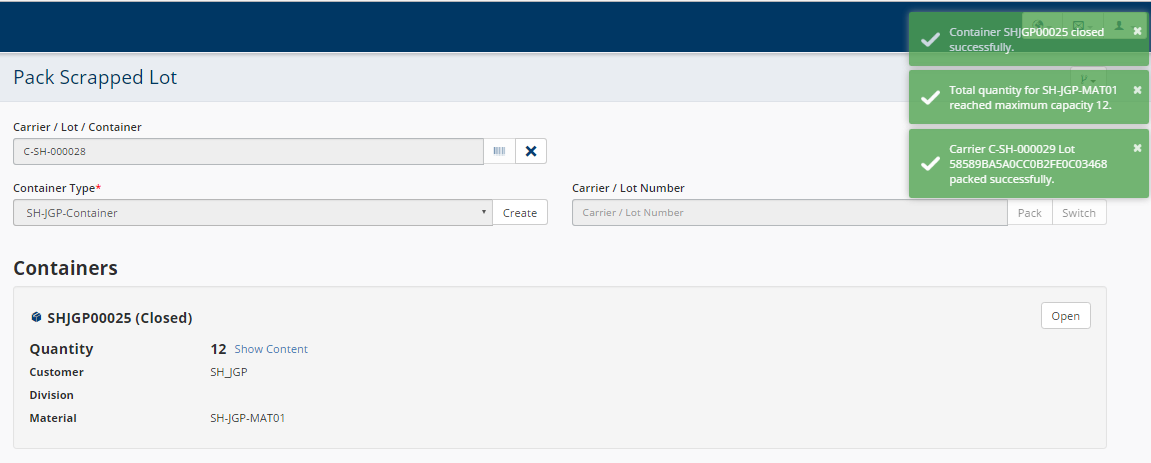 Container SHJGP00025 closed
successfully.
Pack Scrapped Lot
Total quantity for SH-JGP-MAT01
reached maximum capacity 12.
Carrier / Lot / Container
C-SH-000028
Carrier C-SH-000029 Lot
58589BA5A0CC0B2FE0C03468
packed successfully.
Container Type*
Carrier / Lot Number
SH-JGP-Container
Create
Carrier / Lot Number
Pack
Switch
Containers
SHJGP00025 (Closed)
Open
Quantity
12 Show Content
Customer
SH_JGP
Division
Material
SH-JGP-MAT01